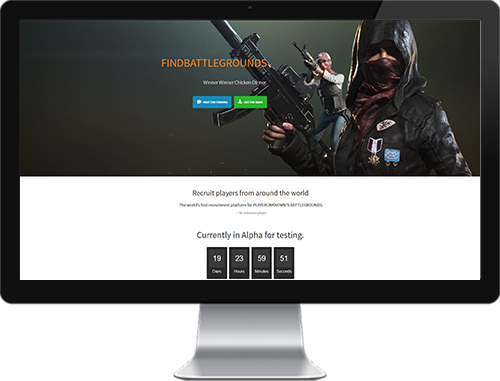 FINDBATTLEGROUNDS
Winner Winner Chicken Dinner
VISIT THE FORUMS
GET THE GAME
Recruit players from around the world
The world's first recruitment platform for PLAYERUNKNOWN'S BATTLEGROUNDS.
Currently in Alpha for testing.
19 23 59 51
Days Hours Minutes Seconds